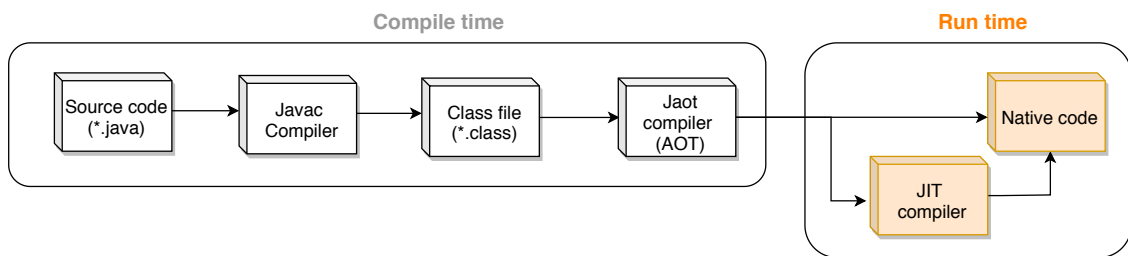 Compile time
Run time
Source code
(*.java)
Javac
Compiler
Class file
(*.class)
Jaot
compiler
(AOT)
Native code
JIT
compiler